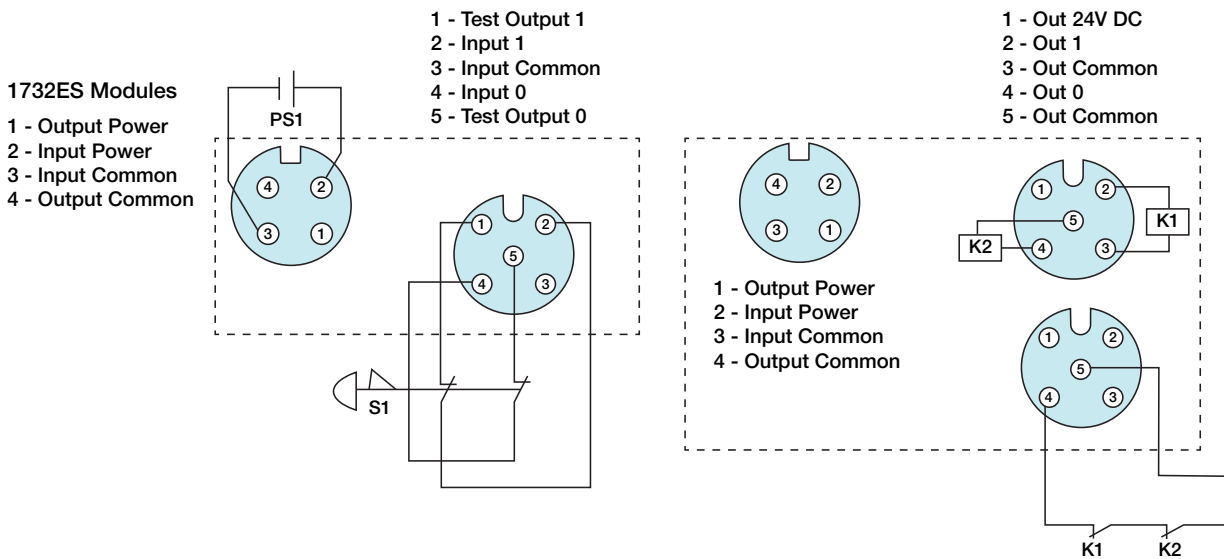 1732ES Modules
1 - Output Power
2 - Input Power
3 - Input Common
4 - Output Common
PS1
4
2
3
1
1 - Test Output 1
2 - Input 1
3 - Input Common
4 - Input 0
5 - Test Output 0
1
2
5
4
3
S1
4
2
3
1
1 - Output Power
2 - Input Power
3 - Input Common
4 - Output Common
1 - Out 24V DC
2 - Out 1
3 - Out Common
4 - Out 0
5 - Out Common
1
2
5
4
3
K1
K2
1
2
5
4
3
K1
K2